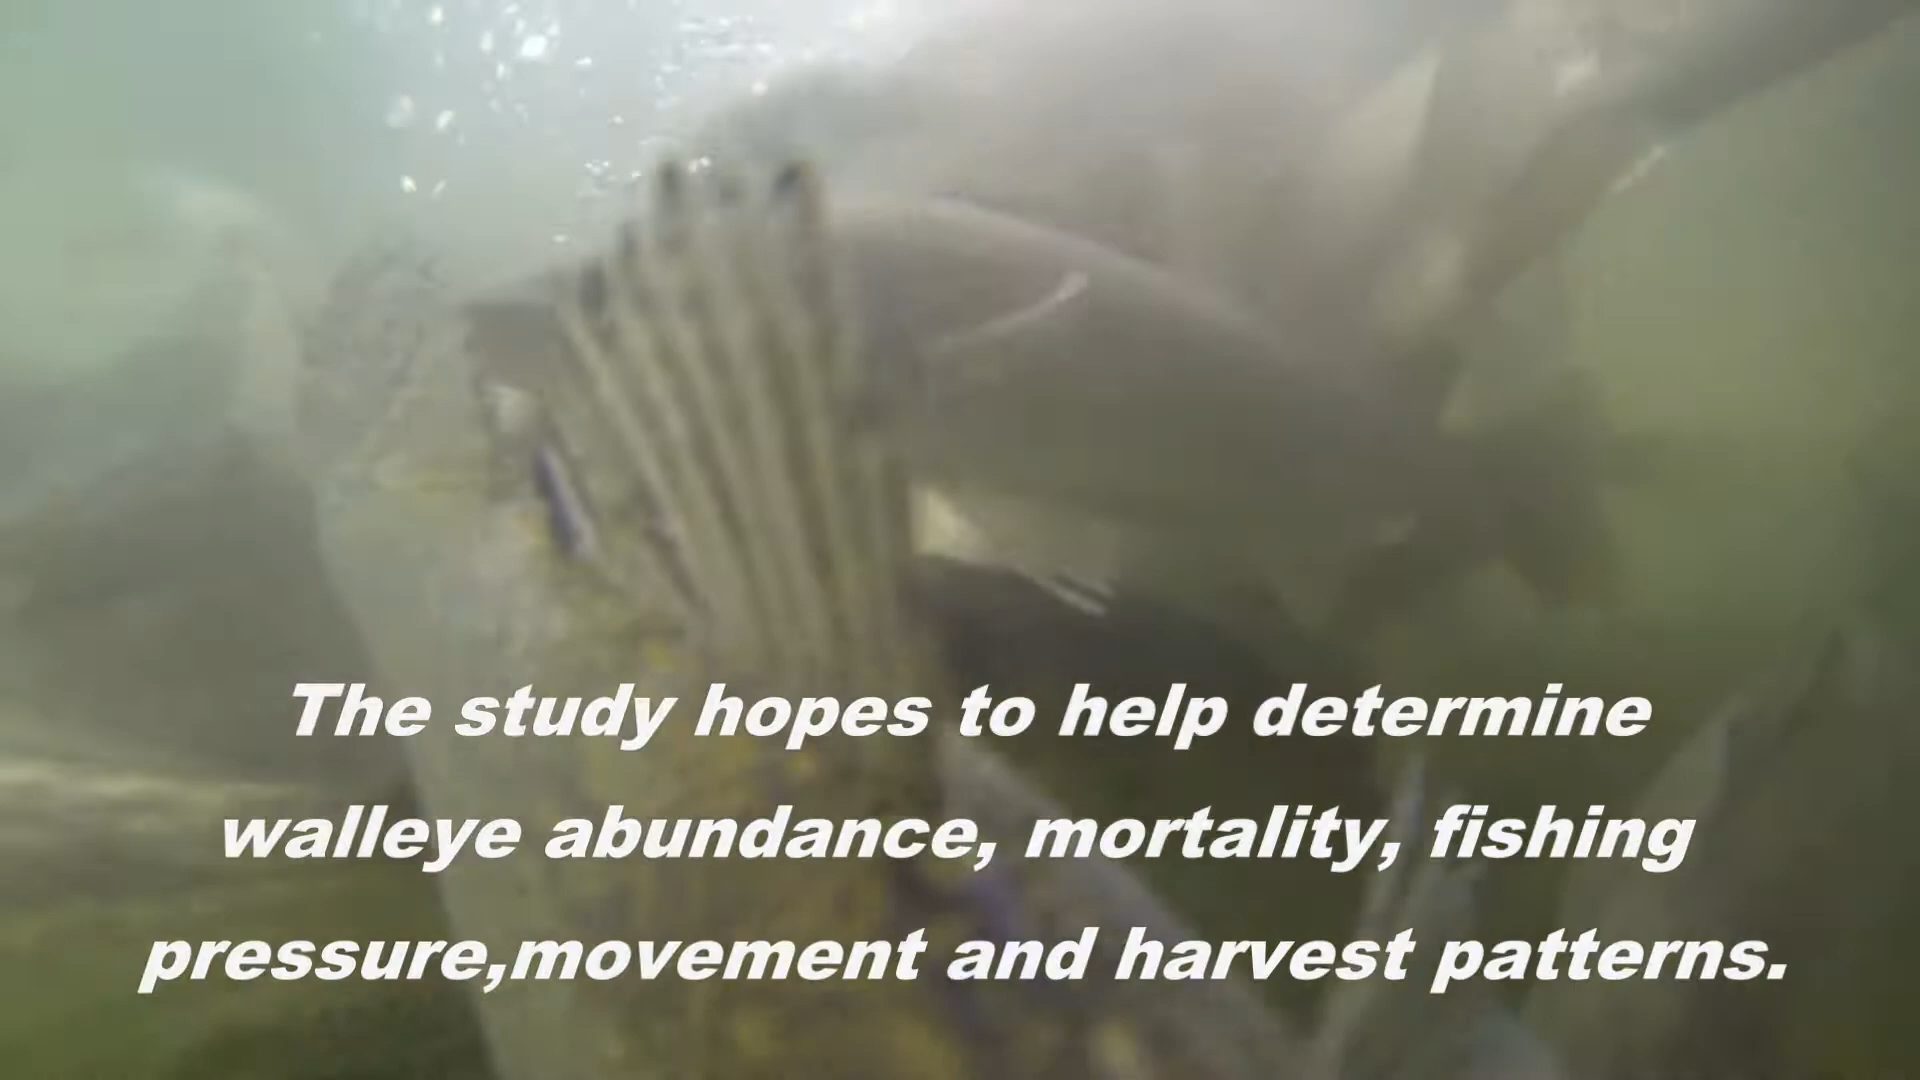 The study hopes to help determine
walleye abundance, mortality, fishing
pressure,movement and harvest patterns.